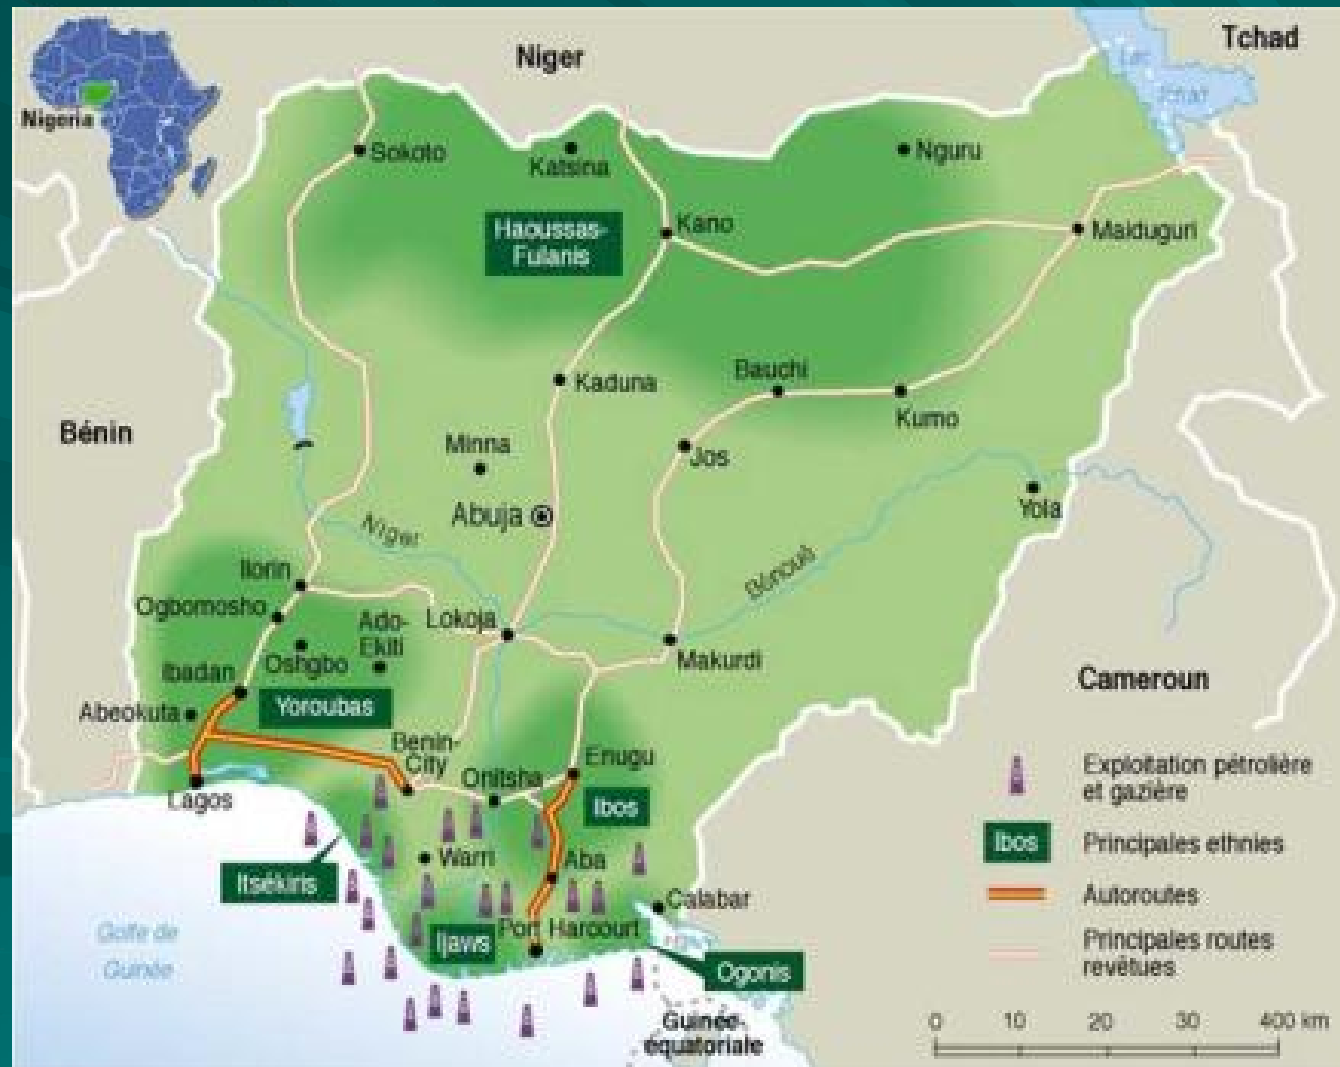 Niger
Tchad
Lac
Tchad
Nigeria
Sokoto
Katsina
Nguru
Haoussas-
Fulanis
Kano
Maiduguri
Bénin
Kaduna
Bauchi
Kumo
Minna
Jos
Abuja
Yola
Niger
Bénoué
Ilorin
Ogbomosho
Ado-
Ekiti
Lokoja
Oshgbo
Makurdi
Ibadan
Yoroubas
Cameroun
Abeokuta
Benin-
City
Onitsha
Enugu
Lagos
Ibos
Warri
Aba
Itsékiris
Calabar
Golfe de
Guinée
Ijaws
Port Harcourt
Ogonis
Guinée-
équatoriale
Exploitation pétrolière
et gazière
Ibos
Principales ethnies
Autoroutes
Principales routes
revêtues
0 10 20 30 400 km